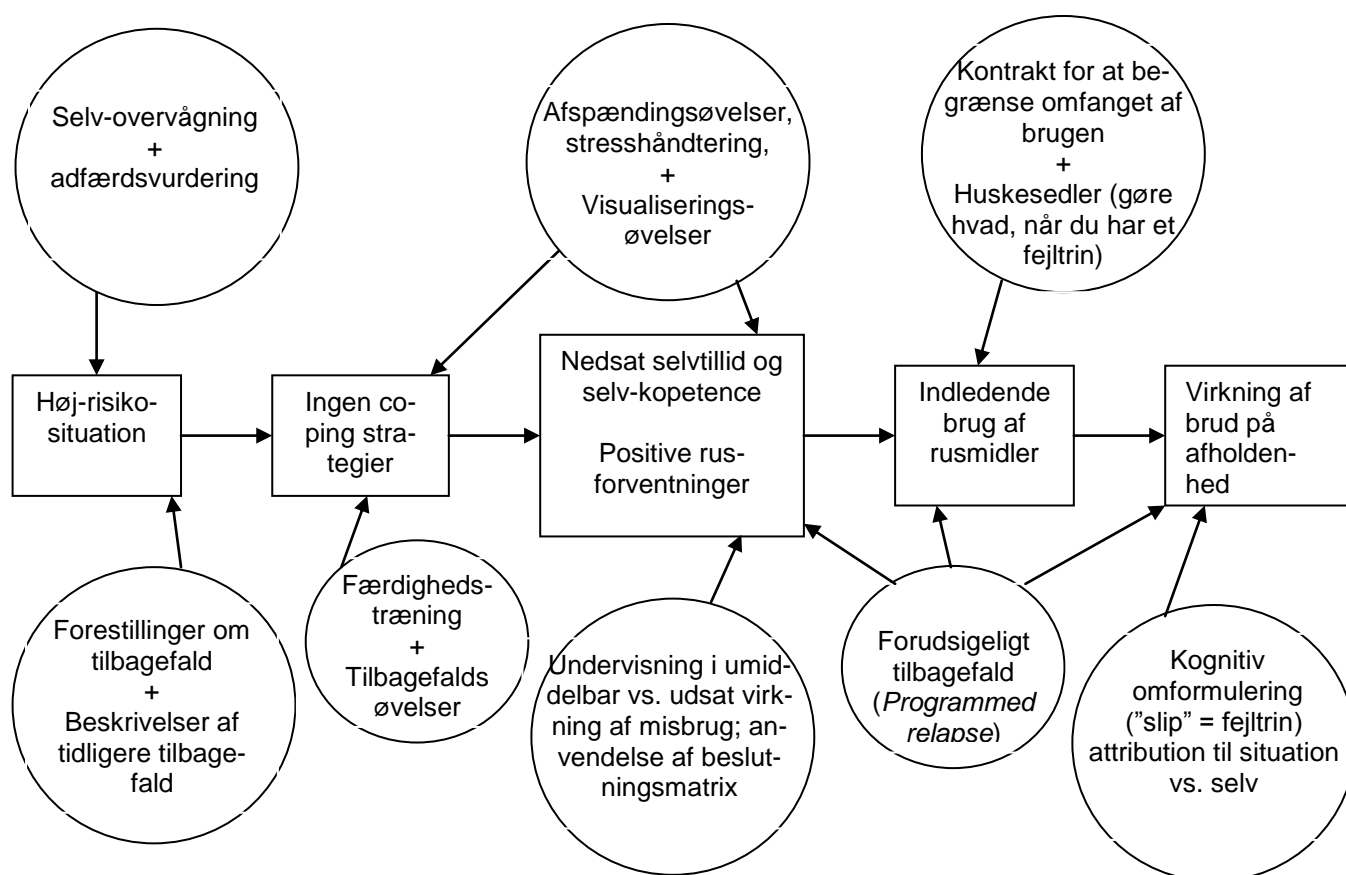 Selv-overvågning
+
adfærdsvurdering
Afspændingsøvelser,
stresshåndtering,
+
Visualiserings-
øvelser
Kontrakt for at be-
grænse omfanget af
brugen
+
Huskesedler (gøre
hvad, når du har et
fejltrin)
Høj-risiko-
situation
Ingen co-
ping stra-
tegier
Nedsat selvtillid og
selv-kopetence
Positive rus-
forventninger
Indledende
brug af
rusmidler
Virkning af
brud på
afholden-
hed
Forestillinger om
tilbagefald
+
Beskrivelser af
tidligere tilbage-
fald
Færdigheds-
træning
+
Tilbagefalds
øvelser
Undervisning i umid-
delbar vs. udsat virk-
ning af misbrug; an-
vendelse af beslut-
ningsmatrix
Forudsigeligt
tilbagefald
(Programmed
relapse)
Kognitiv
omformulering
(”slip” = fejltrin)
attribution til situation
vs. selv